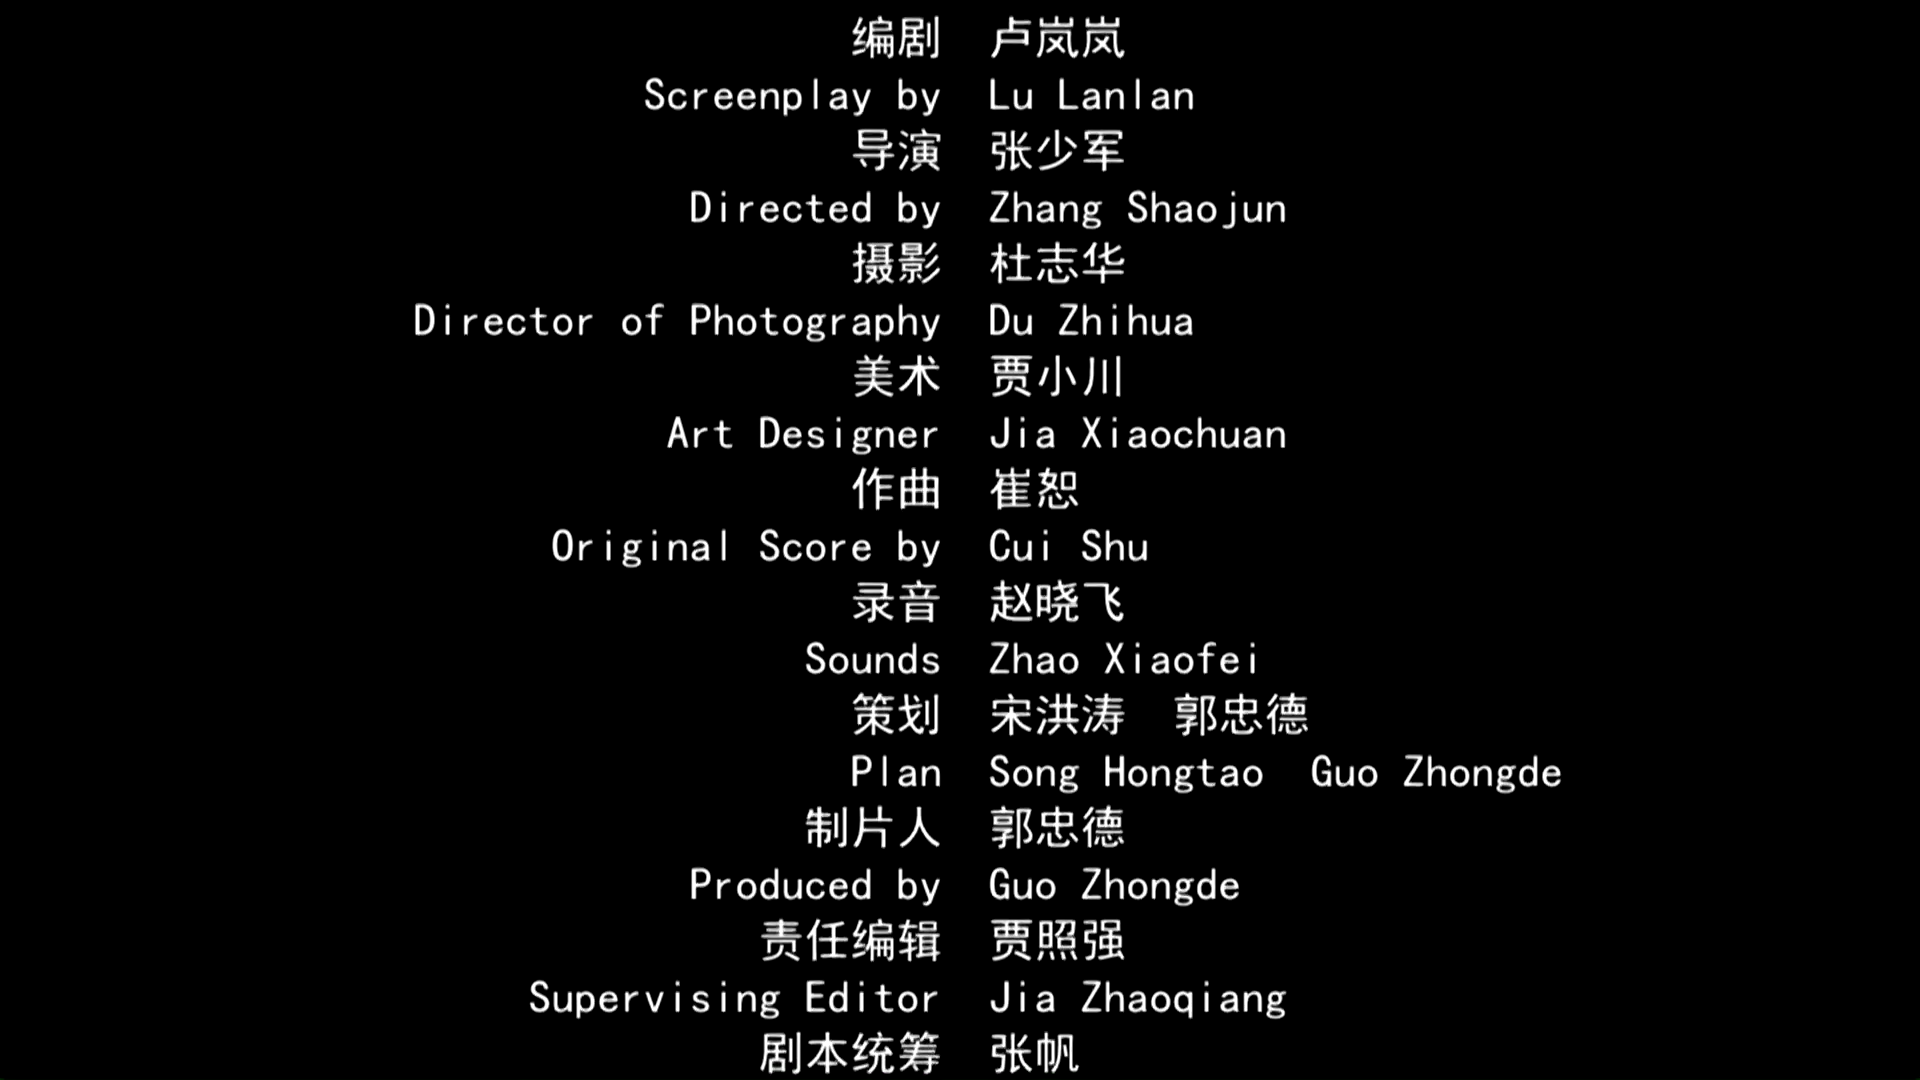 编剧 卢岚岚
Screenplay by Lu Lanlan
导演 张少军
Directed by Zhang Shaojun
摄影 杜志华
Director of Photography Du Zhihua
美术 贾小川
Art Designer Jia Xiaochuan
作曲 崔恕
Original Score by Cui Shu
录音 赵晓飞
Sounds Zhao Xiaofei
策划 宋洪涛 郭忠德
Plan Song Hongtao Guo Zhongde
制片人 郭忠德
Produced by Guo Zhongde
责任编辑 贾照强
Supervising Editor Jia Zhaoqiang
剧本统筹 张帆